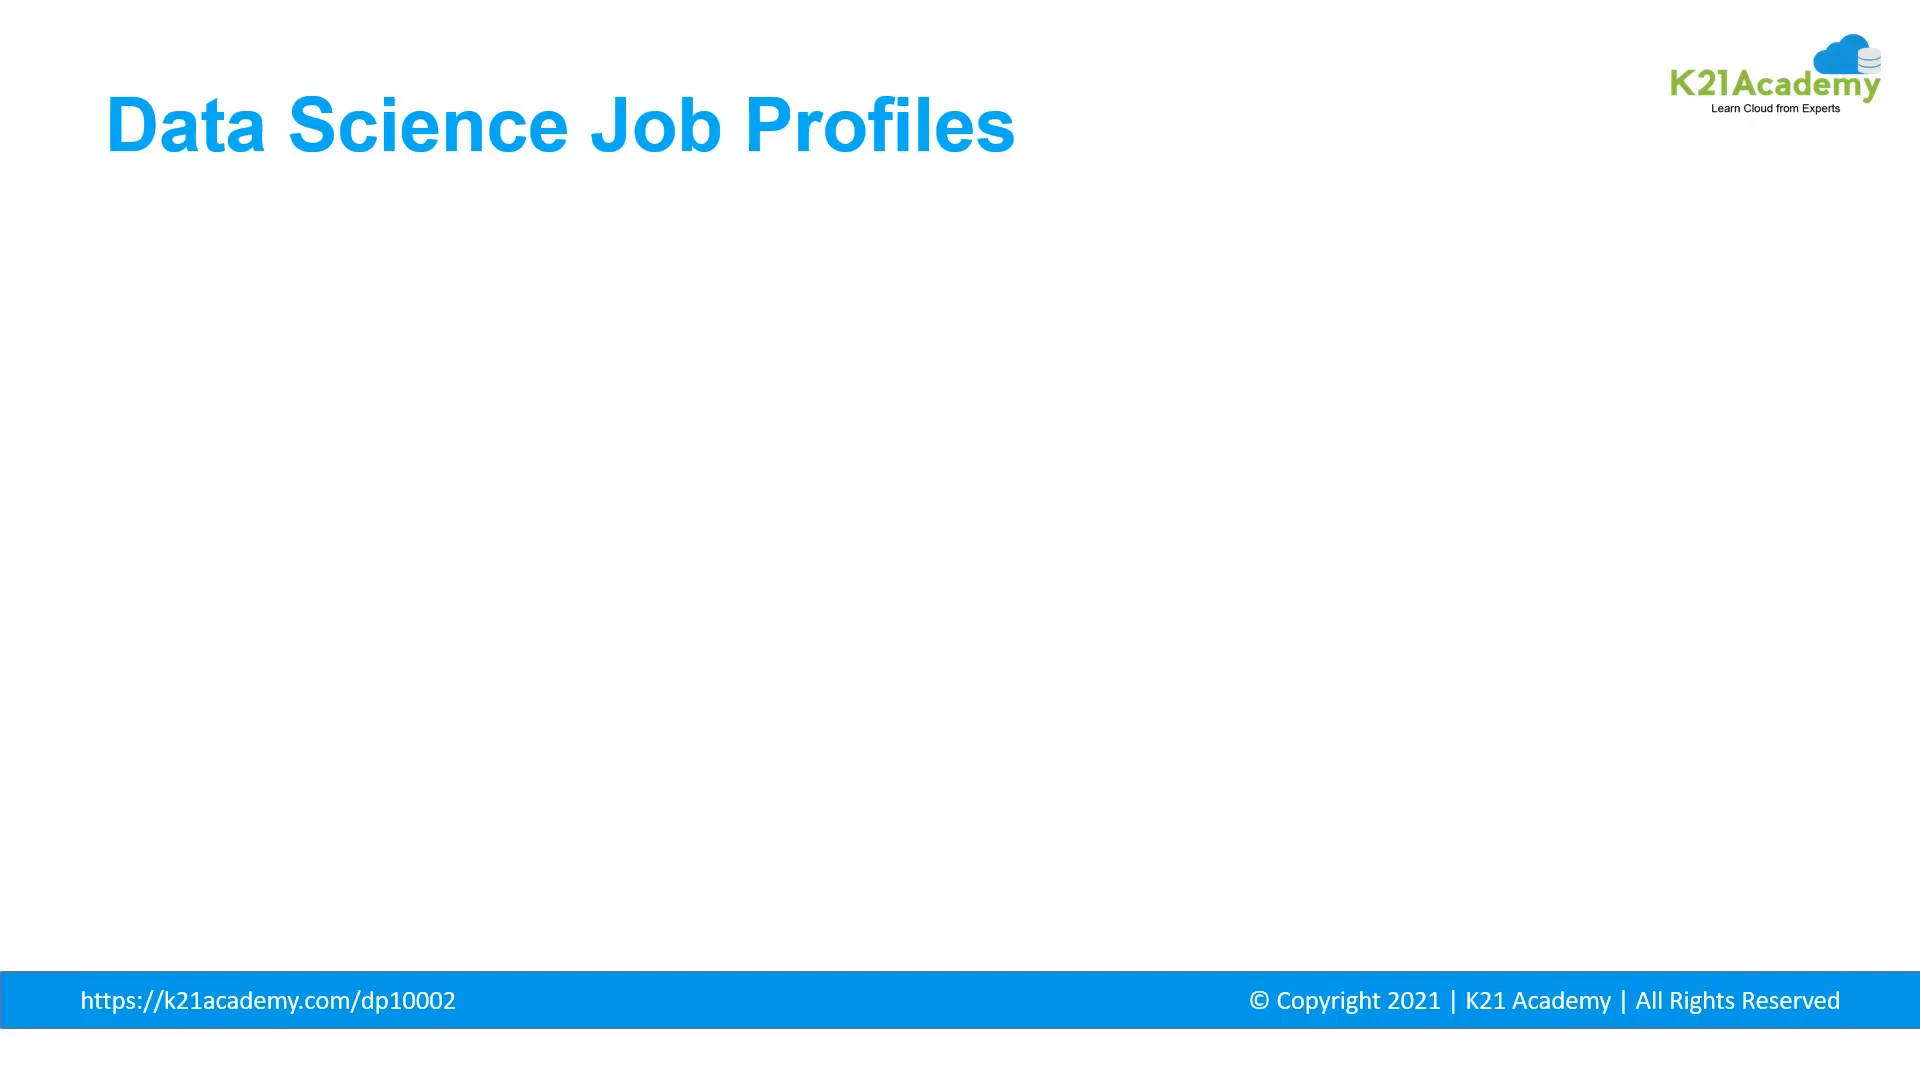 K21Academy
Learn Cloud from Experts
Data Science Job Profiles
https://k21academy.com/dp10002
© Copyright 2021 | K21 Academy | All Rights Reserved